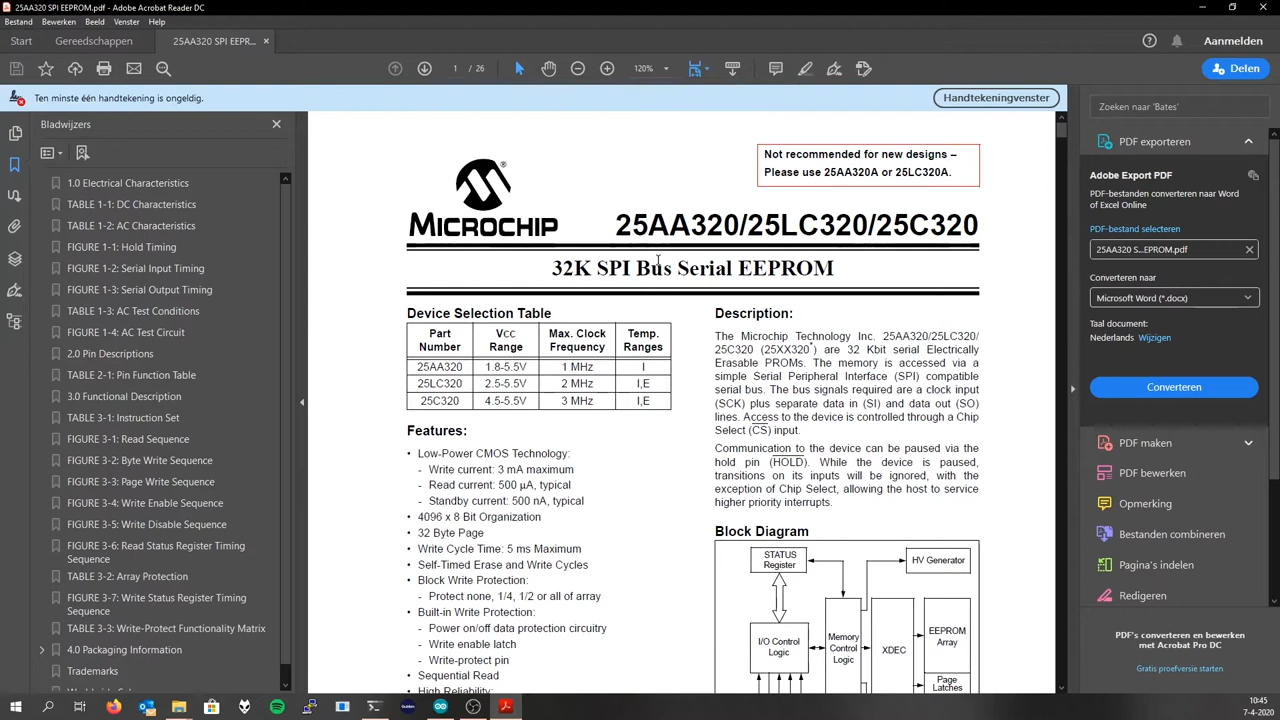 25AA320 SPI EEPROM.pdf - Adobe Acrobat Reader DC
Bestand Bewerken Beeld Venster Help
Start Gereedschappen 25AA320 SPI EEPR... × Aanmelden
1 / 26 120% Delen
Ten minste één handtekening is ongeldig. Handtekeningvenster
Bladwijzers
1.0 Electrical Characteristics
TABLE 1-1: DC Characteristics
TABLE 1-2: AC Characteristics
FIGURE 1-1: Hold Timing
FIGURE 1-2: Serial Input Timing
FIGURE 1-3: Serial Output Timing
TABLE 1-3: AC Test Conditions
FIGURE 1-4: AC Test Circuit
2.0 Pin Descriptions
TABLE 2-1: Pin Function Table
3.0 Functional Description
TABLE 3-1: Instruction Set
FIGURE 3-1: Read Sequence
FIGURE 3-2: Byte Write Sequence
FIGURE 3-3: Page Write Sequence
FIGURE 3-4: Write Enable Sequence
FIGURE 3-5: Write Disable Sequence
FIGURE 3-6: Read Status Register Timing
Sequence
TABLE 3-2: Array Protection
FIGURE 3-7: Write Status Register Timing
Sequence
TABLE 3-3: Write-Protect Functionality Matrix
4.0 Packaging Information
Trademarks
Not recommended for new designs –
Please use 25AA320A or 25LC320A.
MICROCHIP
25AA320/25LC320/25C320
32K SPI Bus Serial EEPROM
Device Selection Table
Part Number VCC Range Max. Clock Frequency Temp. Ranges
25AA320 1.8-5.5V 1 MHz I
25LC320 2.5-5.5V 2 MHz I,E
25C320 4.5-5.5V 3 MHz I,E
Features:
• Low-Power CMOS Technology:
- Write current: 3 mA maximum
- Read current: 500 µA, typical
- Standby current: 500 nA, typical
• 4096 x 8 Bit Organization
• 32 Byte Page
• Write Cycle Time: 5 ms Maximum
• Self-Timed Erase and Write Cycles
• Block Write Protection:
- Protect none, 1/4, 1/2 or all of array
• Built-in Write Protection:
- Power on/off data protection circuitry
- Write enable latch
- Write-protect pin
• Sequential Read
• High Reliability:
Description:
The Microchip Technology Inc. 25AA320/25LC320/
25C320 (25XX320*) are 32 Kbit serial Electrically
Erasable PROMs. The memory is accessed via a
simple Serial Peripheral Interface (SPI) compatible
serial bus. The bus signals required are a clock input
(SCK) plus separate data in (SI) and data out (SO)
lines. Access to the device is controlled through a Chip
Select (CS) input.
Communication to the device can be paused via the
hold pin (HOLD). While the device is paused,
transitions on its inputs will be ignored, with the
exception of Chip Select, allowing the host to service
higher priority interrupts.
Block Diagram
STATUS
Register
HV Generator
I/O Control
Logic
Memory
Control
Logic
XDEC
EEPROM
Array
Page
Latches
Zoeken naar 'Bates'
PDF exporteren
Adobe Export PDF
PDF-bestanden converteren naar Word
of Excel Online
PDF-bestand selecteren
25AA320 S...EPROM.pdf
Converteren naar
Microsoft Word (*.docx)
Taal document:
Nederlands Wijzigen
Converteren
PDF maken
PDF bewerken
Opmerking
Bestanden combineren
Pagina's indelen
Redigeren
PDF's converteren en bewerken
met Acrobat Pro DC
Gratis proefversie starten
Gulden
10:45
7-4-2020